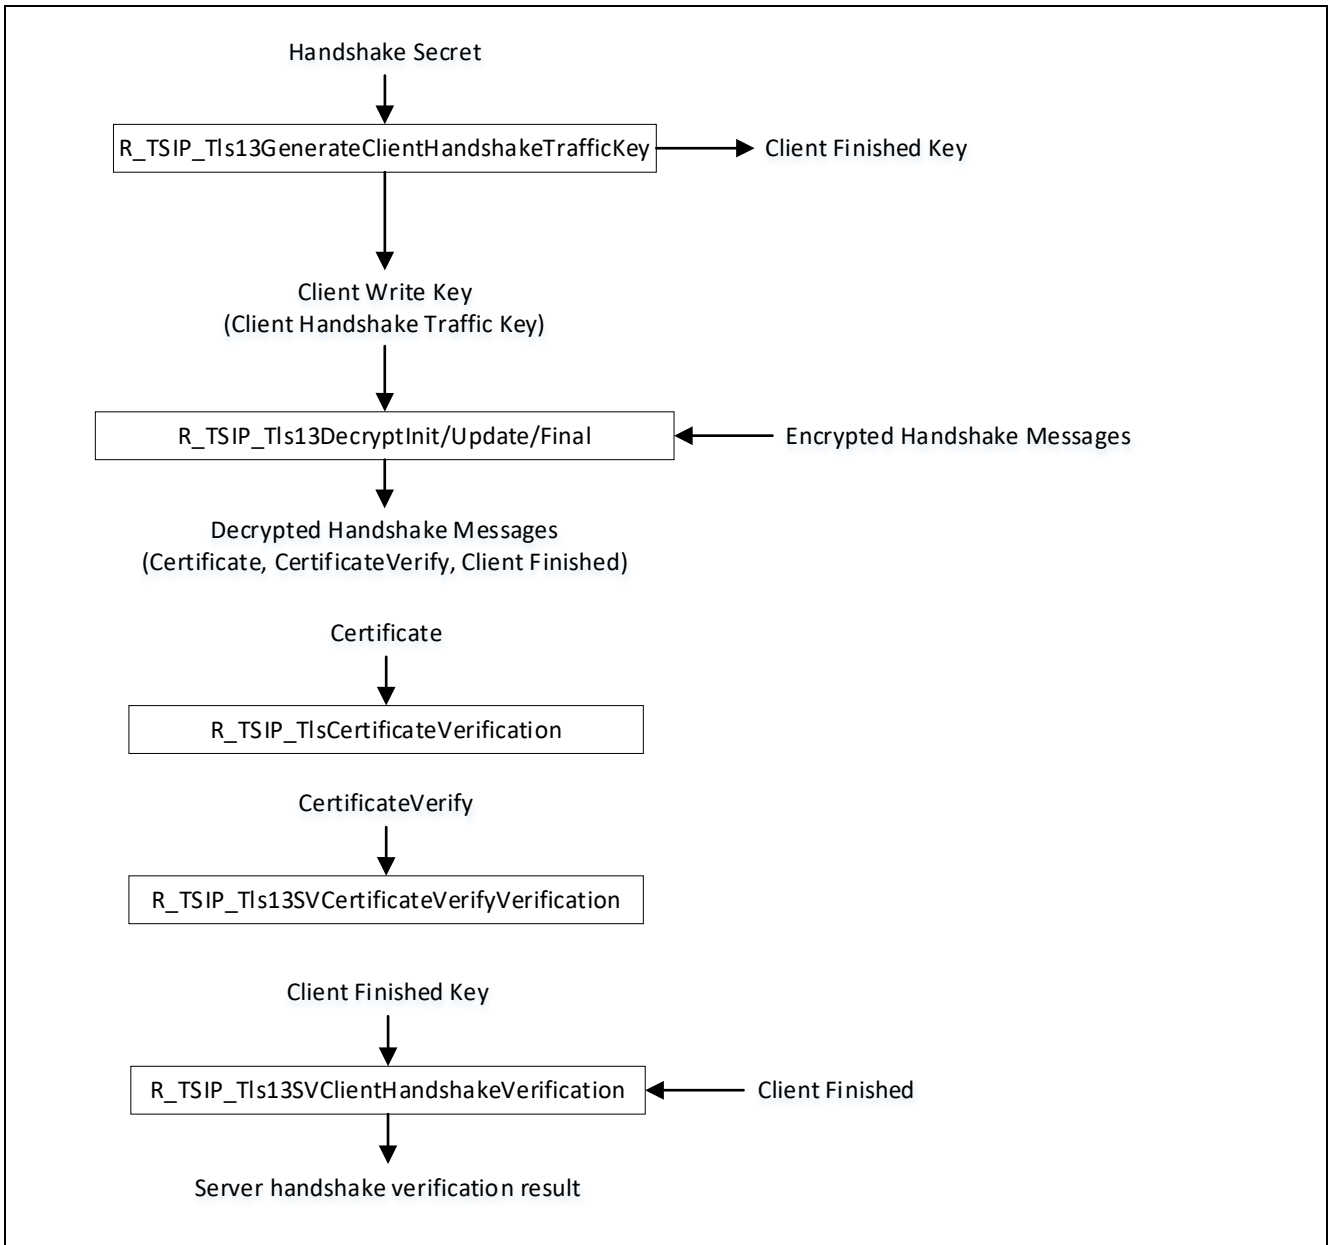 Handshake Secret
R_TSIP_Tls13GenerateClientHandshakeTrafficKey
Client Finished Key
Client Write Key
(Client Handshake Traffic Key)
R_TSIP_Tls13DecryptInit/Update/Final
Encrypted Handshake Messages
Decrypted Handshake Messages
(Certificate, CertificateVerify, Client Finished)
Certificate
R_TSIP_TlsCertificateVerification
CertificateVerify
R_TSIP_Tls13SVCertificateVerifyVerification
Client Finished Key
R_TSIP_Tls13SVClientHandshakeVerification
Client Finished
Server handshake verification result